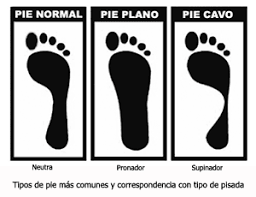 PIE NORMAL
PIE PLANO
PIE CAVO
Neutra
Pronador
Supinador
Tipos de pie más comunes y correspondencia con tipo de pisada